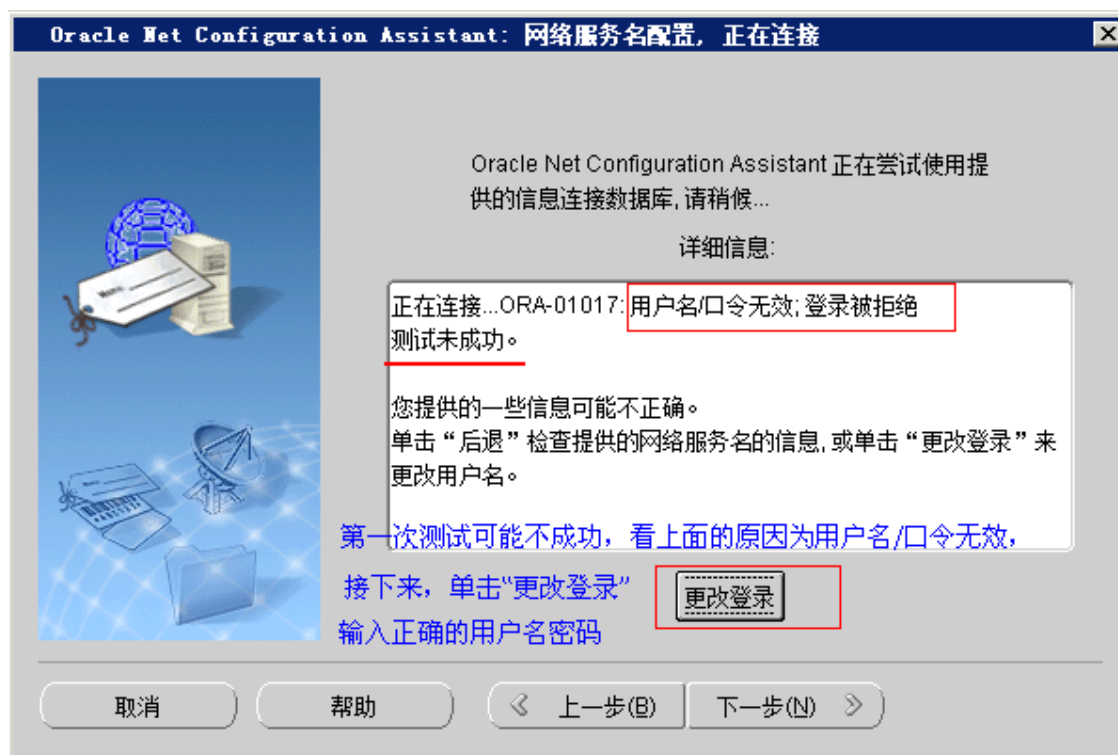 Oracle Net Configuration Assistant: 网络服务名配置, 正在连接
Oracle Net Configuration Assistant 正在尝试使用提
供的信息连接数据库, 请稍候...
详细信息:
正在连接...ORA-01017: 用户名/口令无效; 登录被拒绝
测试未成功。
您提供的一些信息可能不正确。
单击“后退”检查提供的网络服务名的信息, 或单击“更改登录”来
更改用户名。
第一次测试可能不成功，看上面的原因为用户名/口令无效，
接下来，单击“更改登录”
更改登录
输入正确的用户名密码
取消
帮助
上一步(B)
下一步(N)